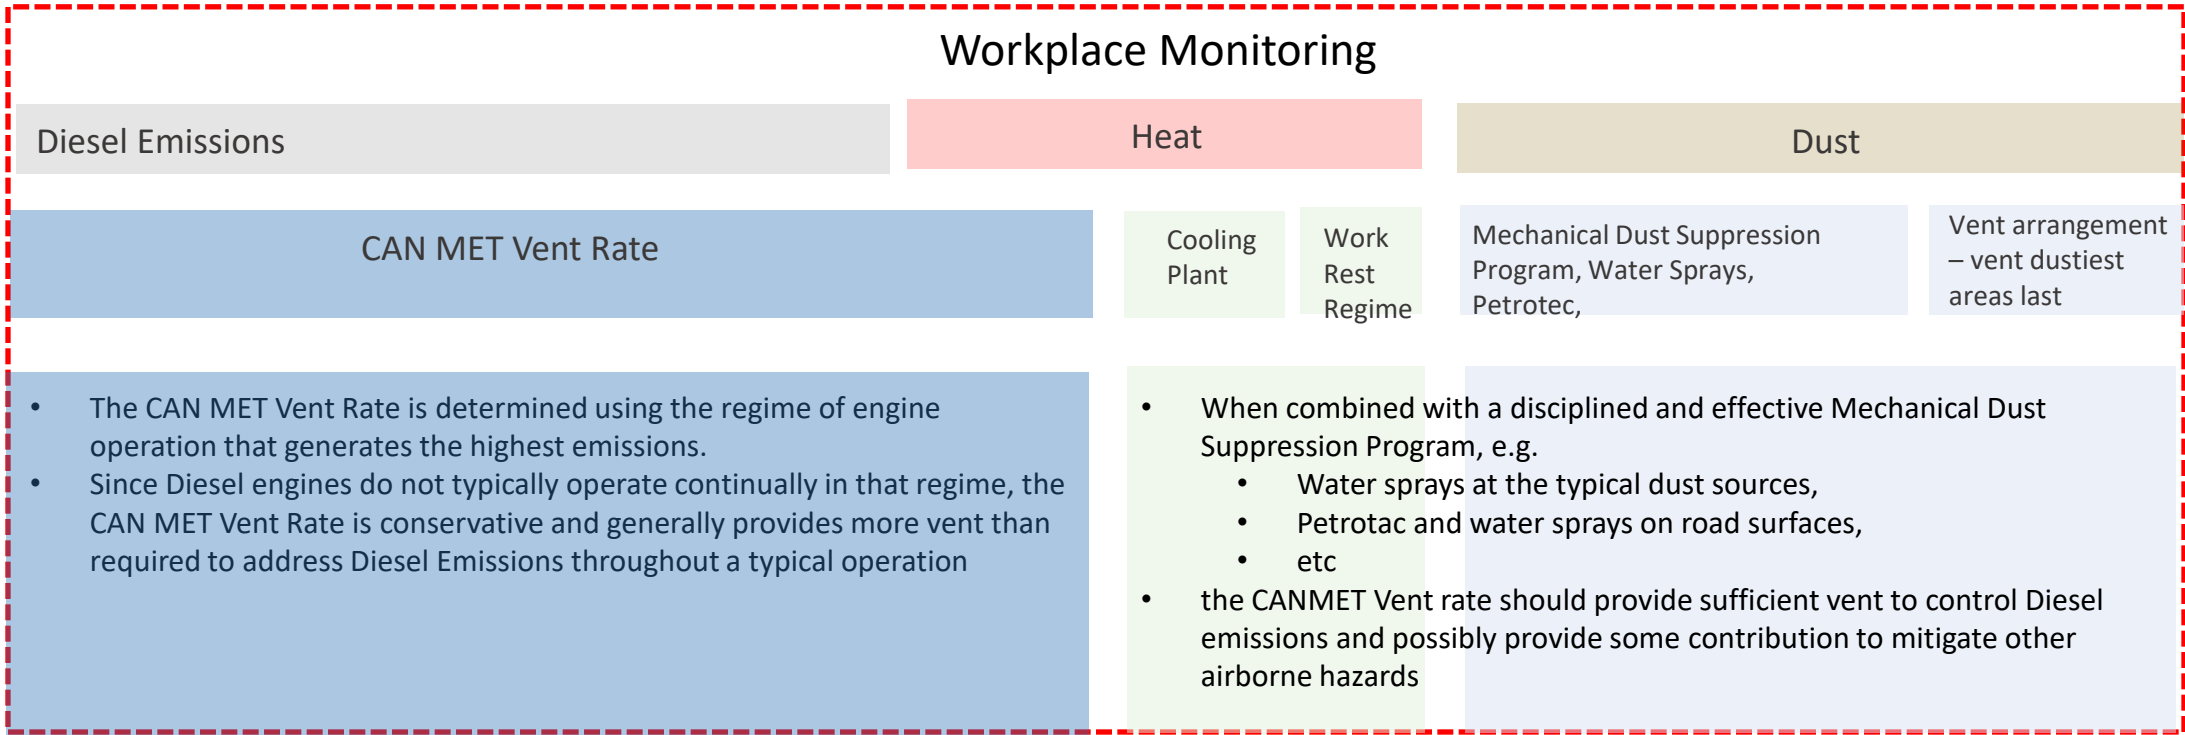 Workplace Monitoring
Diesel Emissions
Heat
Dust
CAN MET Vent Rate
Cooling
Plant
Work
Rest
Regime
Mechanical Dust Suppression
Program, Water Sprays,
Petrotec,
Vent arrangement
– vent dustiest
areas last
• The CAN MET Vent Rate is determined using the regime of engine
operation that generates the highest emissions.
• Since Diesel engines do not typically operate continually in that regime, the
CAN MET Vent Rate is conservative and generally provides more vent than
required to address Diesel Emissions throughout a typical operation
• When combined with a disciplined and effective Mechanical Dust
Suppression Program, e.g.
• Water sprays at the typical dust sources,
• Petrotac and water sprays on road surfaces,
• etc
• the CANMET Vent rate should provide sufficient vent to control Diesel
emissions and possibly provide some contribution to mitigate other
airborne hazards